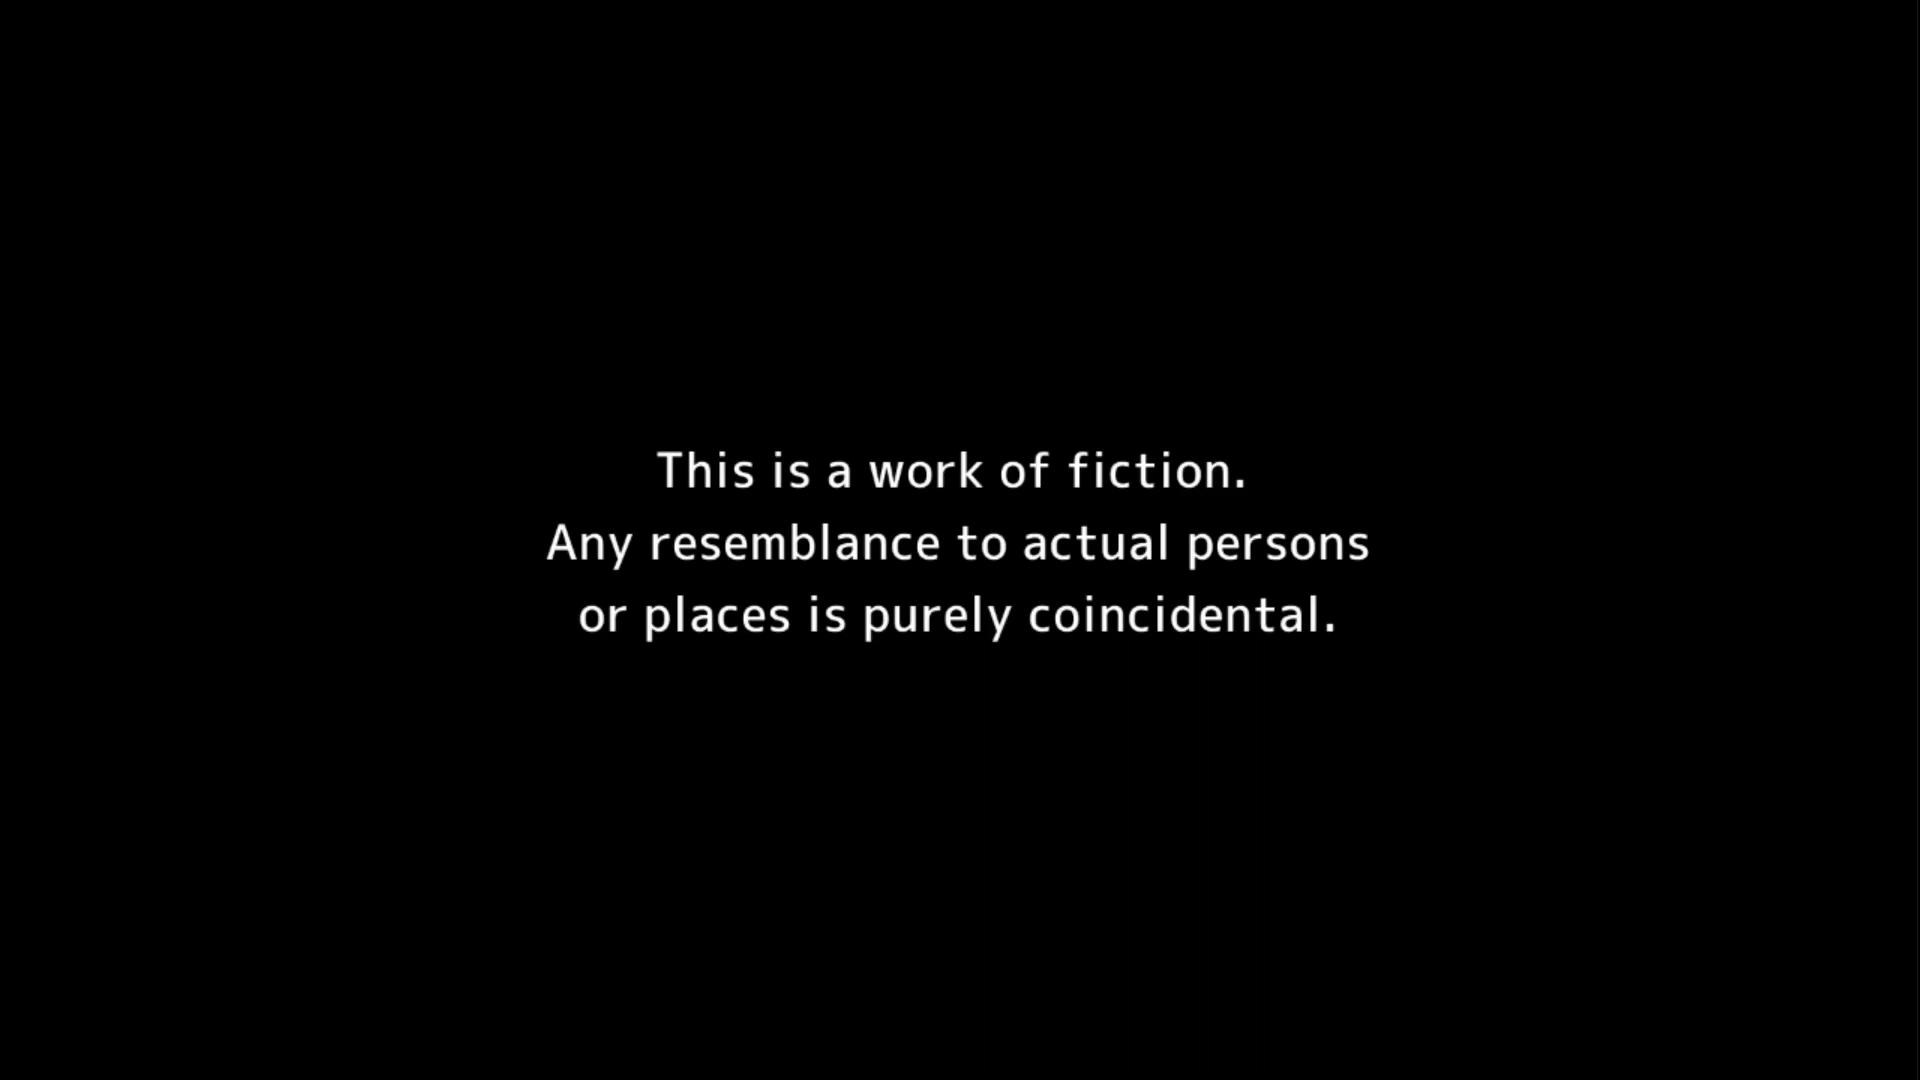 This is a work of fiction.
Any resemblance to actual persons
or places is purely coincidental.